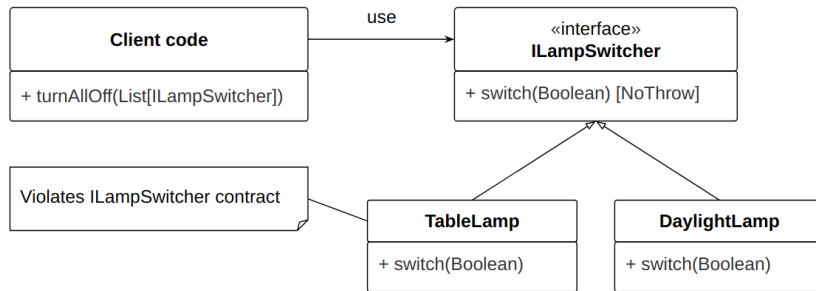 Client code
+ turnAllOff(List[ILampSwitcher])
use
«interface»
ILampSwitcher
+ switch(Boolean) [NoThrow]
Violates ILampSwitcher contract
TableLamp
+ switch(Boolean)
DaylightLamp
+ switch(Boolean)